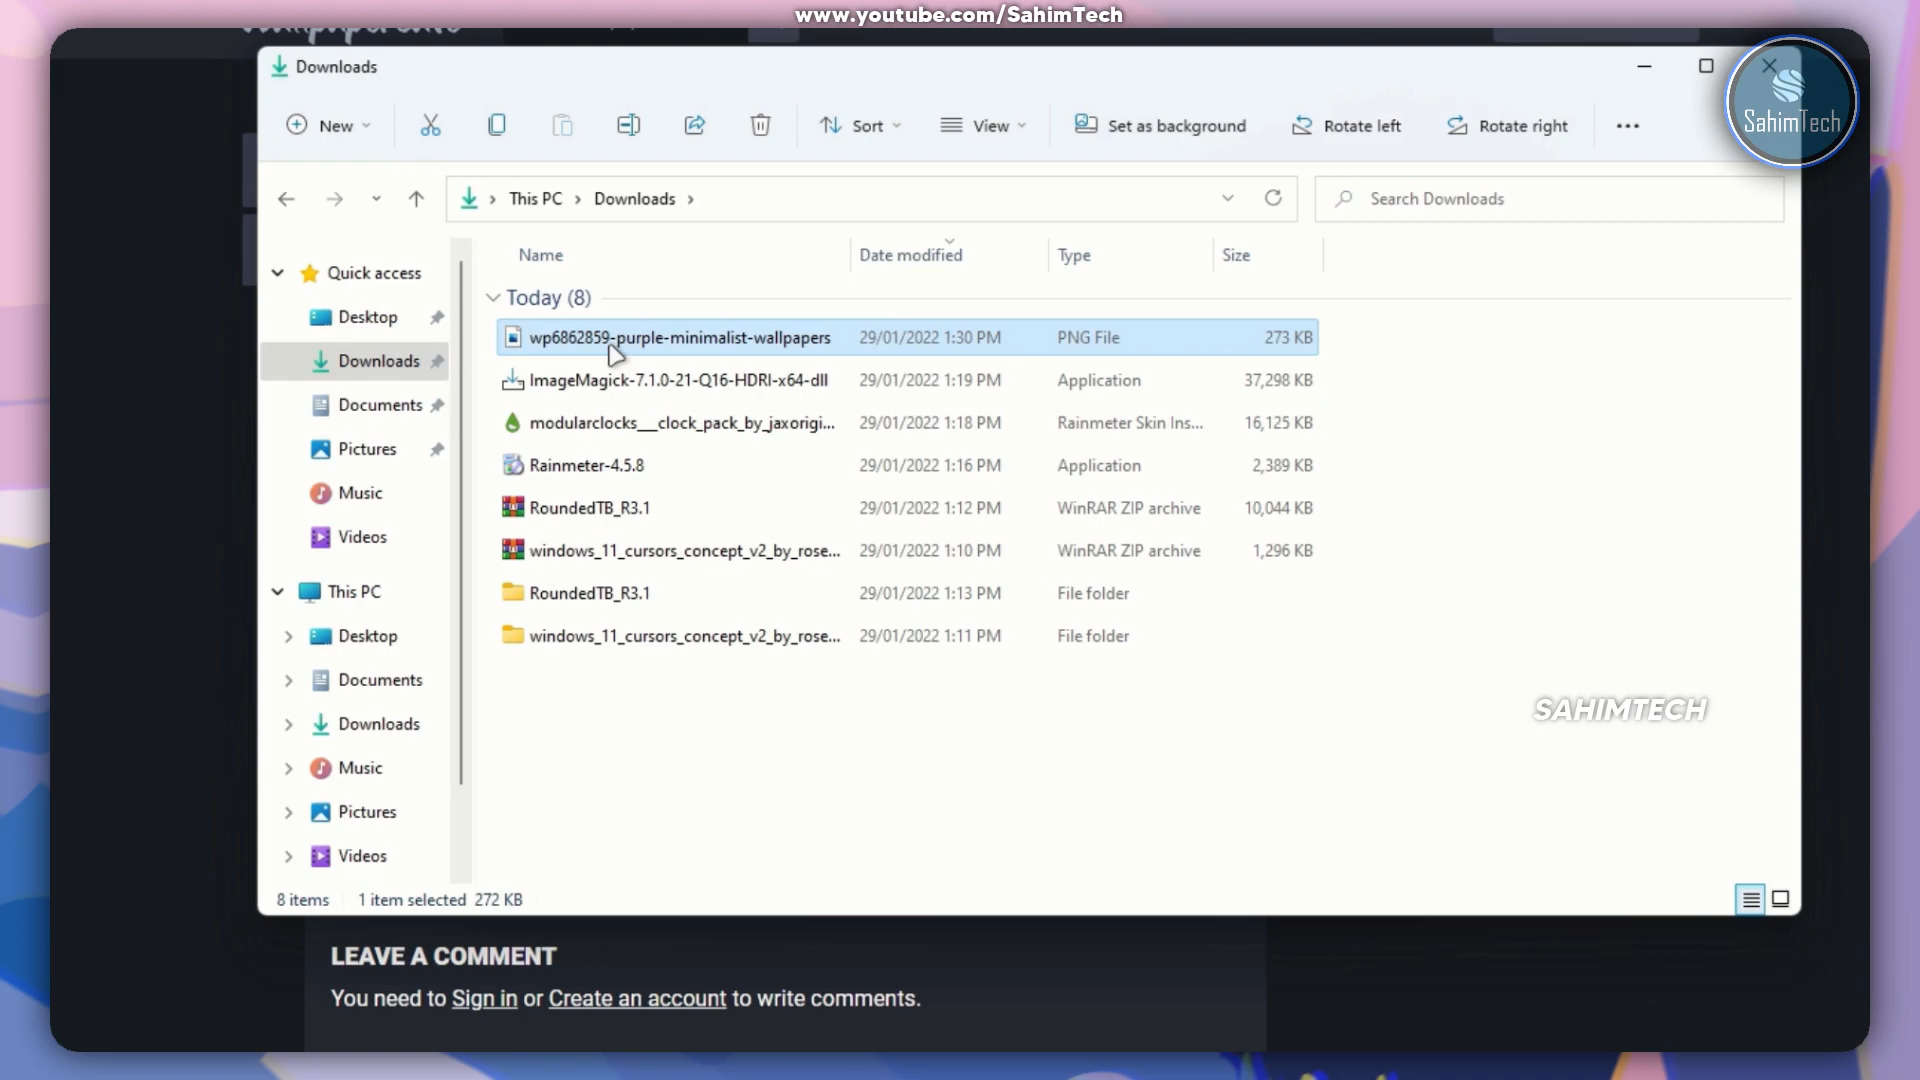 www.youtube.com/SahimTech
Downloads
SahimTech
New
Sort
View
Set as background
Rotate left
Rotate right
This PC > Downloads >
Search Downloads
Name Date modified Type Size
Today (8)
wp6862859-purple-minimalist-wallpapers 29/01/2022 1:30 PM PNG File 273 KB
ImageMagick-7.1.0-21-Q16-HDRI-x64-dll 29/01/2022 1:19 PM Application 37,298 KB
modularclocks__clock_pack_by_jaxorigi... 29/01/2022 1:18 PM Rainmeter Skin Ins... 16,125 KB
Rainmeter-4.5.8 29/01/2022 1:16 PM Application 2,389 KB
RoundedTB_R3.1 29/01/2022 1:12 PM WinRAR ZIP archive 10,044 KB
windows_11_cursors_concept_v2_by_rose... 29/01/2022 1:10 PM WinRAR ZIP archive 1,296 KB
RoundedTB_R3.1 29/01/2022 1:13 PM File folder
windows_11_cursors_concept_v2_by_rose... 29/01/2022 1:11 PM File folder
Quick access
Desktop
Downloads
Documents
Pictures
Music
Videos
This PC
Desktop
Documents
Downloads
Music
Pictures
Videos
SAHIMTECH
8 items 1 item selected 272 KB
LEAVE A COMMENT
You need to Sign in or Create an account to write comments.